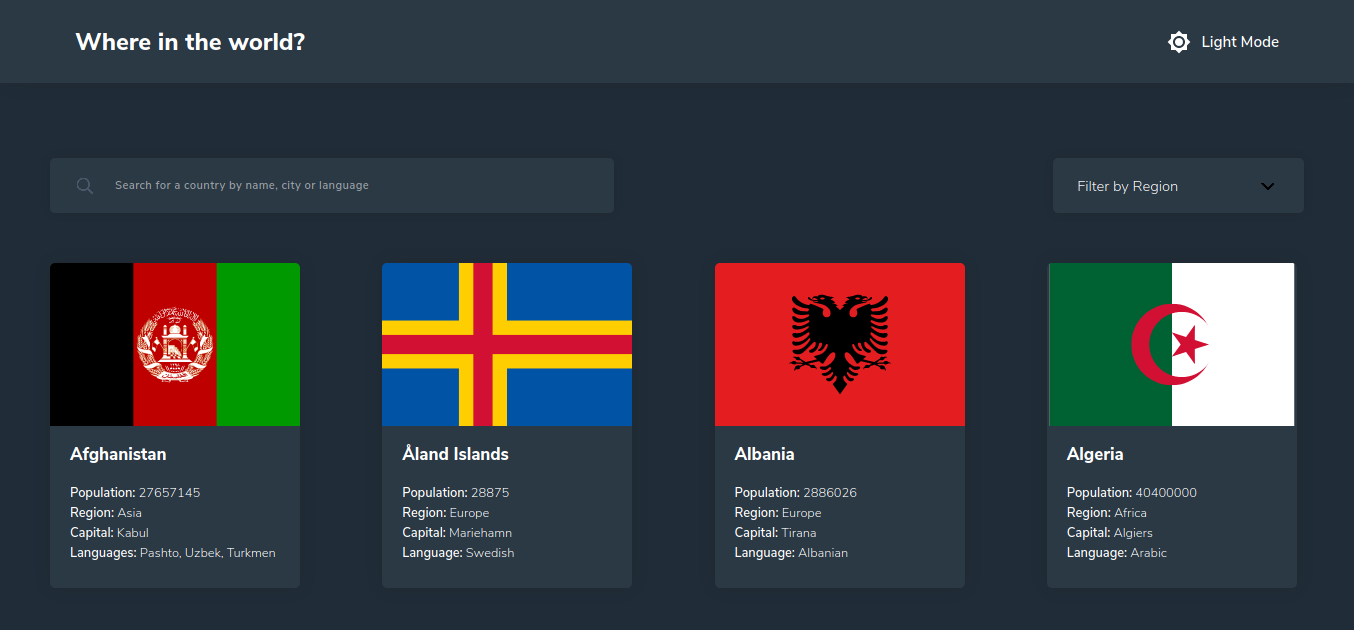 Where in the world?
Light Mode
Search for a country by name, city or language
Filter by Region
Afghanistan
Population: 27657145
Region: Asia
Capital: Kabul
Languages: Pashto, Uzbek, Turkmen
Åland Islands
Population: 28875
Region: Europe
Capital: Mariehamn
Language: Swedish
Albania
Population: 2886026
Region: Europe
Capital: Tirana
Language: Albanian
Algeria
Population: 40400000
Region: Africa
Capital: Algiers
Language: Arabic